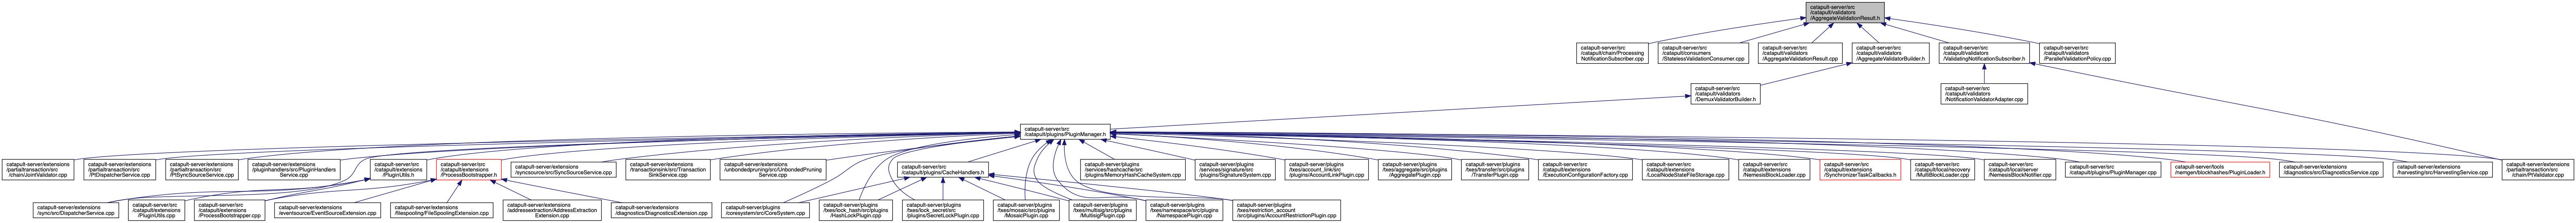 catapult-server/src
/catapult/validators
/AggregateValidationResult.h
catapult-server/src
/catapult/chain/Processing
NotificationSubscriber.cpp
catapult-server/src
/catapult/consumers
/StatelessValidationConsumer.cpp
catapult-server/src
/catapult/validators
/AggregateValidationResult.cpp
catapult-server/src
/catapult/validators
/AggregateValidatorBuilder.h
catapult-server/src
/catapult/validators
/ValidatingNotificationSubscriber.h
catapult-server/src
/catapult/validators
/ParallelValidationPolicy.cpp
catapult-server/src
/catapult/validators
/DemuxValidatorBuilder.h
catapult-server/src
/catapult/validators
/NotificationValidatorAdapter.cpp
catapult-server/src
/catapult/plugins/PluginManager.h
catapult-server/extensions
/partialtransaction/src
/chain/JointValidator.cpp
catapult-server/extensions
/partialtransaction/src
/PtDispatcherService.cpp
catapult-server/extensions
/partialtransaction/src
/PtSyncSourceService.cpp
catapult-server/extensions
/pluginhandlers/src/PluginHandlers
Service.cpp
catapult-server/src
/catapult/extensions
/PluginUtils.h
catapult-server/src
/catapult/extensions
/ProcessBootstrapper.h
catapult-server/extensions
/syncsource/src/SyncSourceService.cpp
catapult-server/extensions
/transactionsink/src/Transaction
SinkService.cpp
catapult-server/extensions
/unbondedpruning/src/UnbondedPruning
Service.cpp
catapult-server/src
/catapult/plugins/CacheHandlers.h
catapult-server/plugins
/services/hashcache/src
/plugins/MemoryHashCacheSystem.cpp
catapult-server/plugins
/services/signature/src
/plugins/SignatureSystem.cpp
catapult-server/plugins
/txes/account_link/src
/plugins/AccountLinkPlugin.cpp
catapult-server/plugins
/txes/aggregate/src/plugins
/AggregatePlugin.cpp
catapult-server/plugins
/txes/transfer/src/plugins
/TransferPlugin.cpp
catapult-server/src
/catapult/extensions
/ExecutionConfigurationFactory.cpp
catapult-server/src
/catapult/extensions
/LocalNodeStateFileStorage.cpp
catapult-server/src
/catapult/extensions
/NemesisBlockLoader.cpp
catapult-server/src
/catapult/extensions
/SynchronizerTaskCallbacks.h
catapult-server/src
/catapult/local/recovery
/MultiBlockLoader.cpp
catapult-server/src
/catapult/local/server
/NemesisBlockNotifier.cpp
catapult-server/src
/catapult/plugins/PluginManager.cpp
catapult-server/tools
/nemgen/blockhashes/PluginLoader.h
catapult-server/extensions
/diagnostics/src/DiagnosticsService.cpp
catapult-server/extensions
/harvesting/src/HarvestingService.cpp
catapult-server/extensions
/partialtransaction/src
/chain/PtValidator.cpp
catapult-server/extensions
/sync/src/DispatcherService.cpp
catapult-server/src
/catapult/extensions
/PluginUtils.cpp
catapult-server/src
/catapult/extensions
/ProcessBootstrapper.cpp
catapult-server/extensions
/eventsource/EventSourceExtension.cpp
catapult-server/extensions
/filespooling/FileSpoolingExtension.cpp
catapult-server/extensions
/addressextraction/AddressExtraction
Extension.cpp
catapult-server/extensions
/diagnostics/DiagnosticsExtension.cpp
catapult-server/plugins
/coresystem/src/CoreSystem.cpp
catapult-server/plugins
/txes/lock_hash/src/plugins
/HashLockPlugin.cpp
catapult-server/plugins
/txes/lock_secret/src
/plugins/SecretLockPlugin.cpp
catapult-server/plugins
/txes/mosaic/src/plugins
/MosaicPlugin.cpp
catapult-server/plugins
/txes/multisig/src/plugins
/MultisigPlugin.cpp
catapult-server/plugins
/txes/namespace/src/plugins
/NamespacePlugin.cpp
catapult-server/plugins
/txes/restriction_account
/src/plugins/AccountRestrictionPlugin.cpp